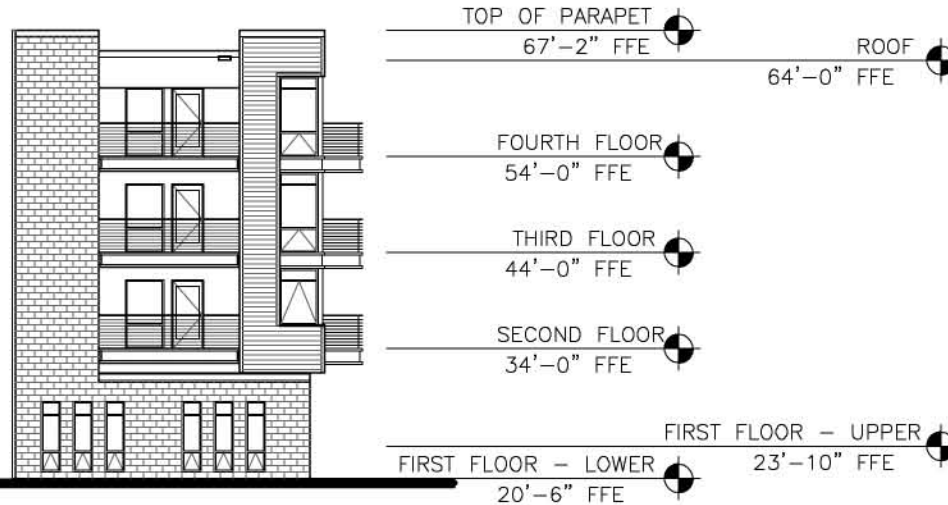 TOP OF PARAPET
67'-2" FFE
ROOF
64'-0" FFE
FOURTH FLOOR
54'-0" FFE
THIRD FLOOR
44'-0" FFE
SECOND FLOOR
34'-0" FFE
FIRST FLOOR - UPPER
23'-10" FFE
FIRST FLOOR - LOWER
20'-6" FFE